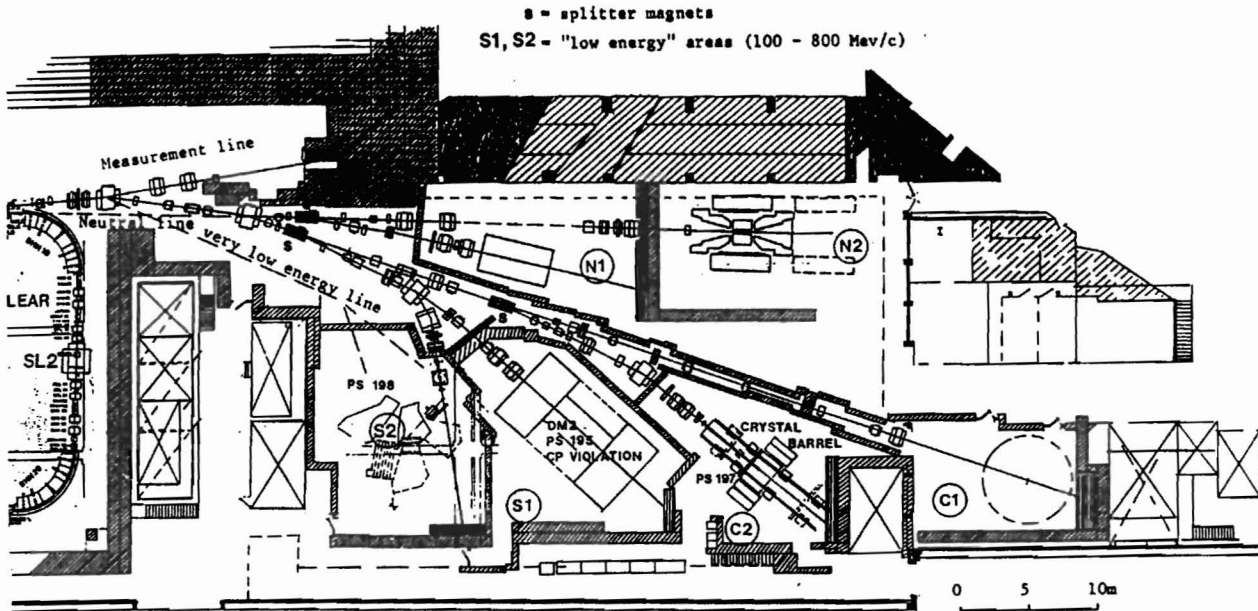 s = splitter magnets
S1, S2 = "low energy" areas (100 - 800 Mev/c)
Measurement line
Neutral line
very low energy line
s
LEAR
SL2
N1
N2
I
s
PS 198
S2
DM2
PS 195
CP VIOLATION
S1
CRYSTAL
BARREL
PS 197
C2
C1
0 5 10m